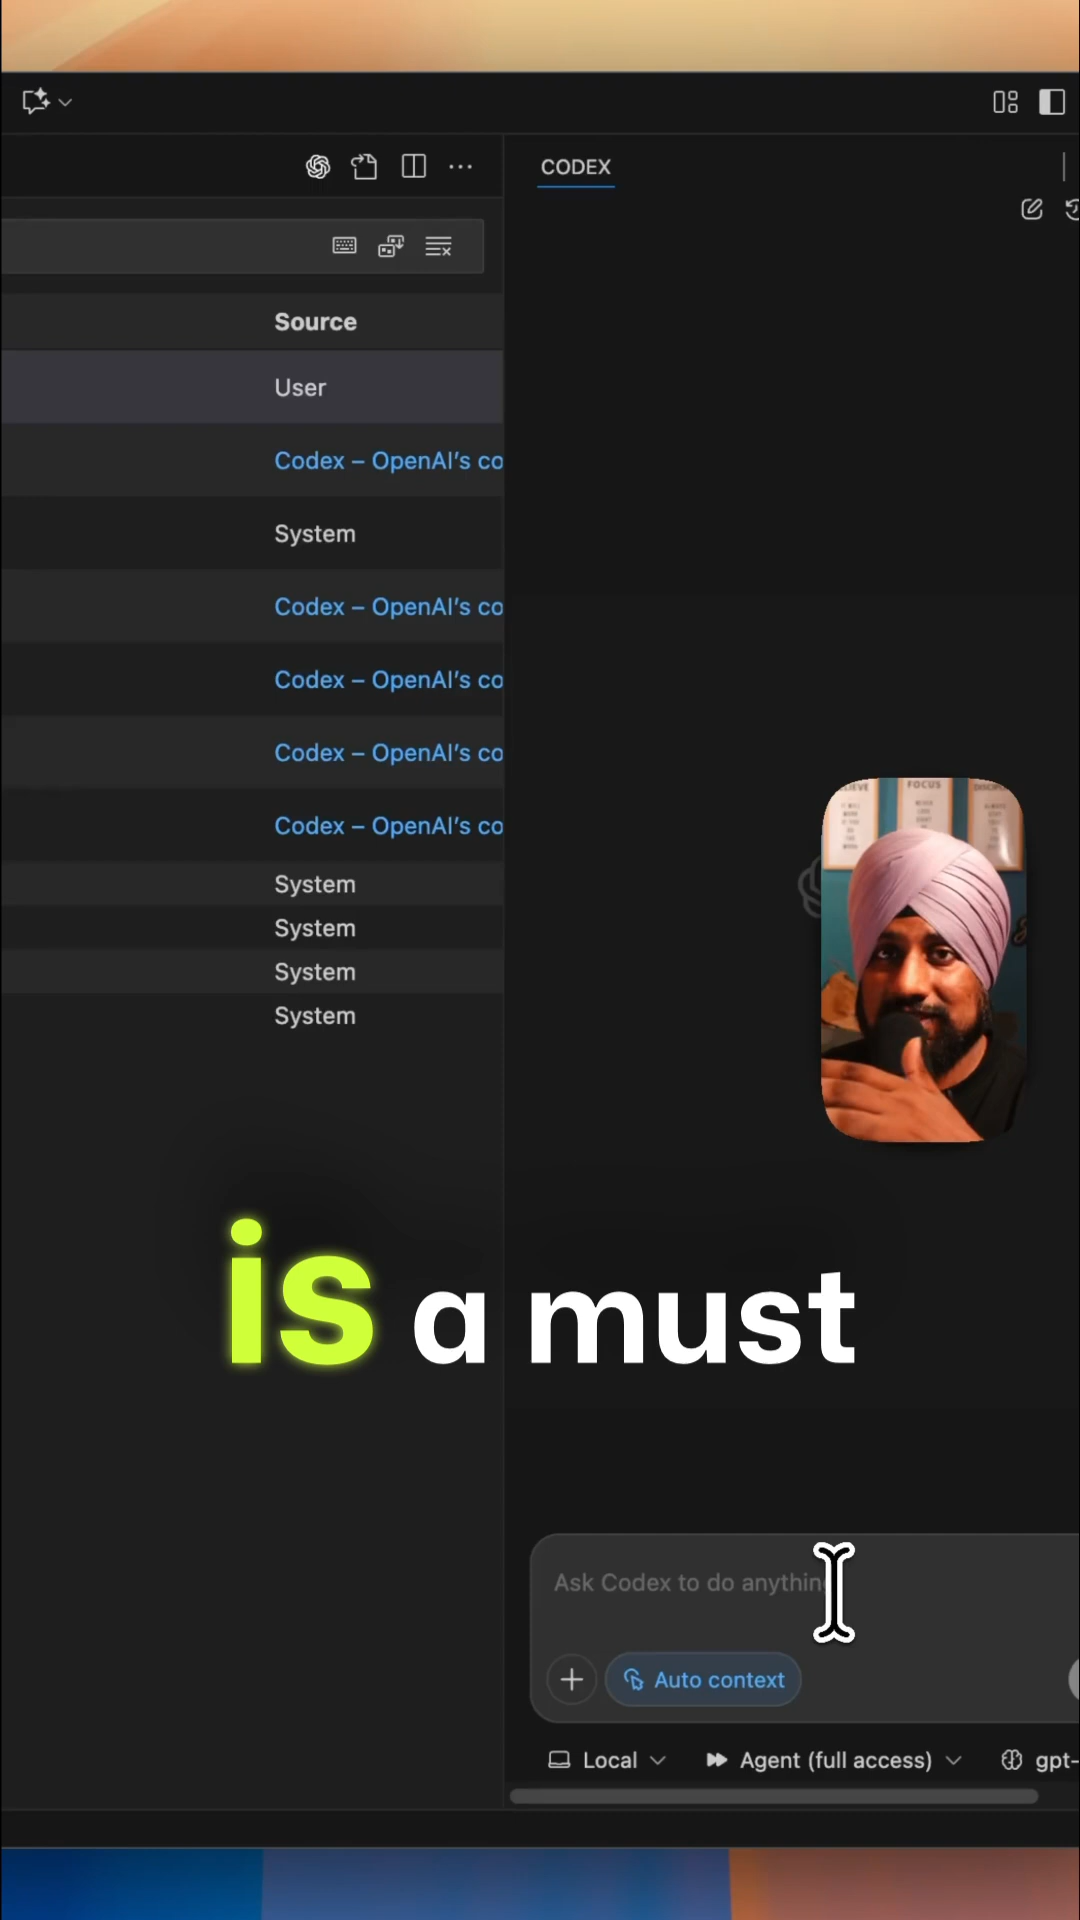 CODEX
Source
User
Codex – OpenAI's co
System
Codex – OpenAI's co
Codex – OpenAI's co
Codex – OpenAI's co
Codex – OpenAI's co
System
System
System
System
FOCUS
is a must
Ask Codex to do anythin
Auto context
Local
Agent (full access)
gpt-